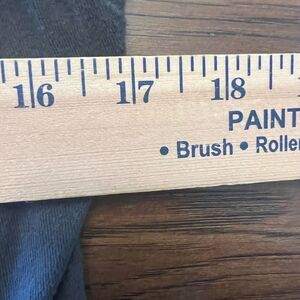 16 17 18
PAINT
• Brush • Roller